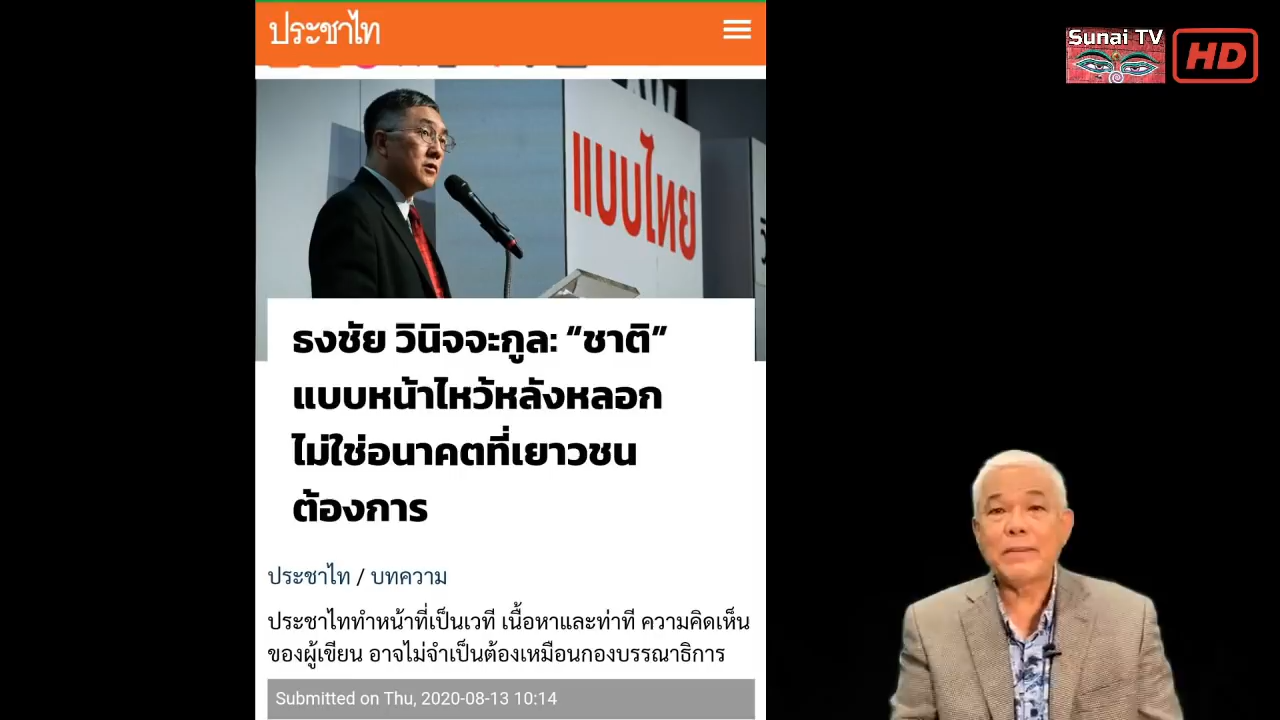 ประชาไท
Sunai TV
HD
แบบไทย
ธงชัย วินิจจะกูล: “ชาติ”
แบบหน้าไหว้หลังหลอก
ไม่ใช่อนาคตที่เยาวชน
ต้องการ
ประชาไท / บทความ
ประชาไททำหน้าที่เป็นเวที เนื้อหาและท่าที ความคิดเห็น
ของผู้เขียน อาจไม่จำเป็นต้องเหมือนกองบรรณาธิการ
Submitted on Thu, 2020-08-13 10:14